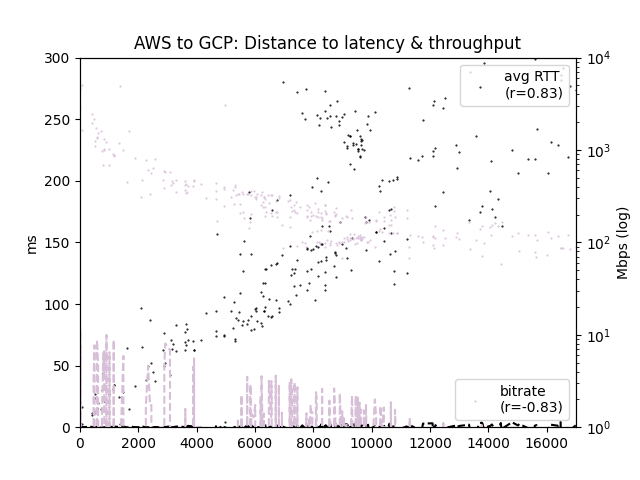 AWS to GCP: Distance to latency & throughput
300
250
200
150
100
50
0
ms
0 2000 4000 6000 8000 10000 12000 14000 16000
10^4
10^3
10^2
10^1
10^0
Mbps (log)
avg RTT
(r=0.83)
bitrate
(r=-0.83)